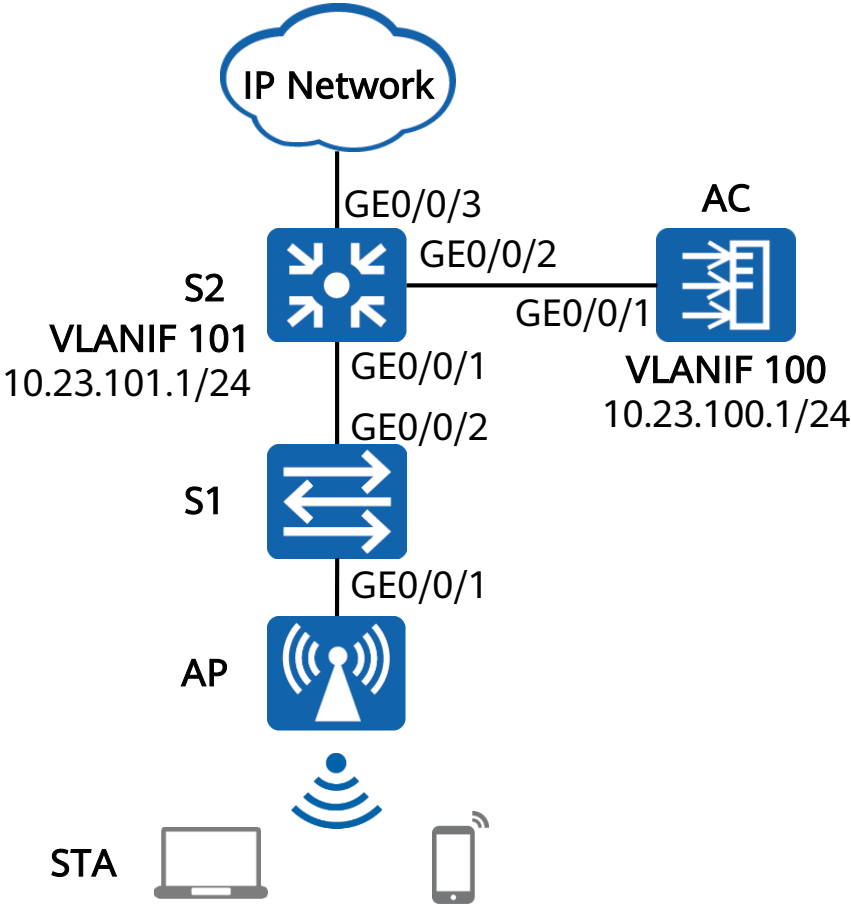 IP Network
GE0/0/3
AC
S2
GE0/0/2
GE0/0/1
VLANIF 101
10.23.101.1/24
GE0/0/1
VLANIF 100
10.23.100.1/24
GE0/0/2
S1
GE0/0/1
AP
STA